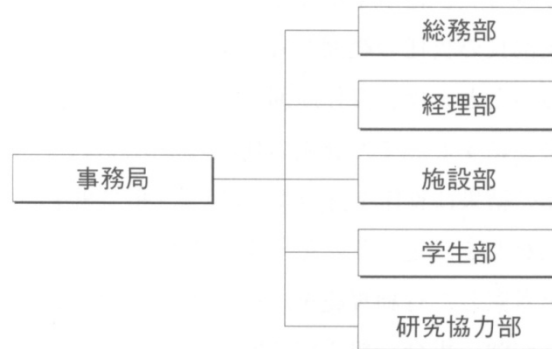 総務部
経理部
事務局
施設部
学生部
研究協力部